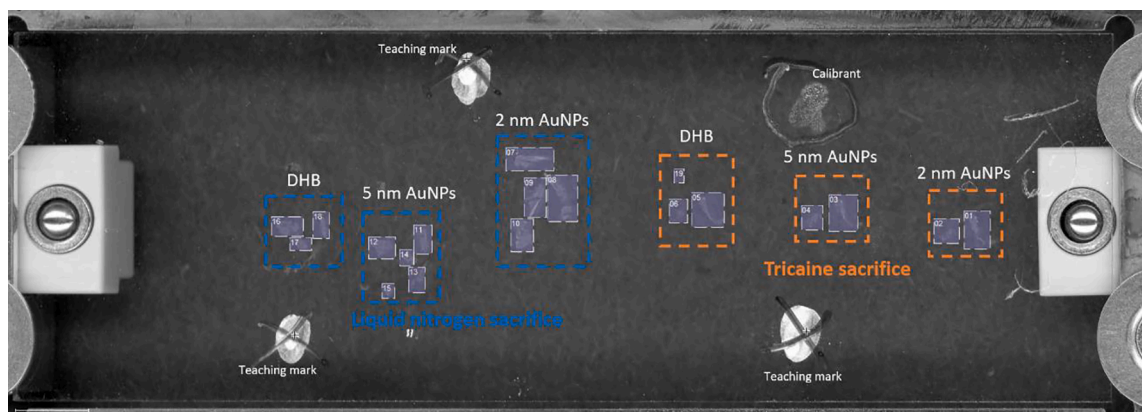 Teaching mark
Calibrant
2 nm AuNPs
DHB
5 nm AuNPs
2 nm AuNPs
DHB
5 nm AuNPs
07
09
08
10
19
06
05
04
03
02
01
16
18
17
12
11
14
13
15
Tricaine sacrifice
Liquid nitrogen sacrifice
Teaching mark
Teaching mark